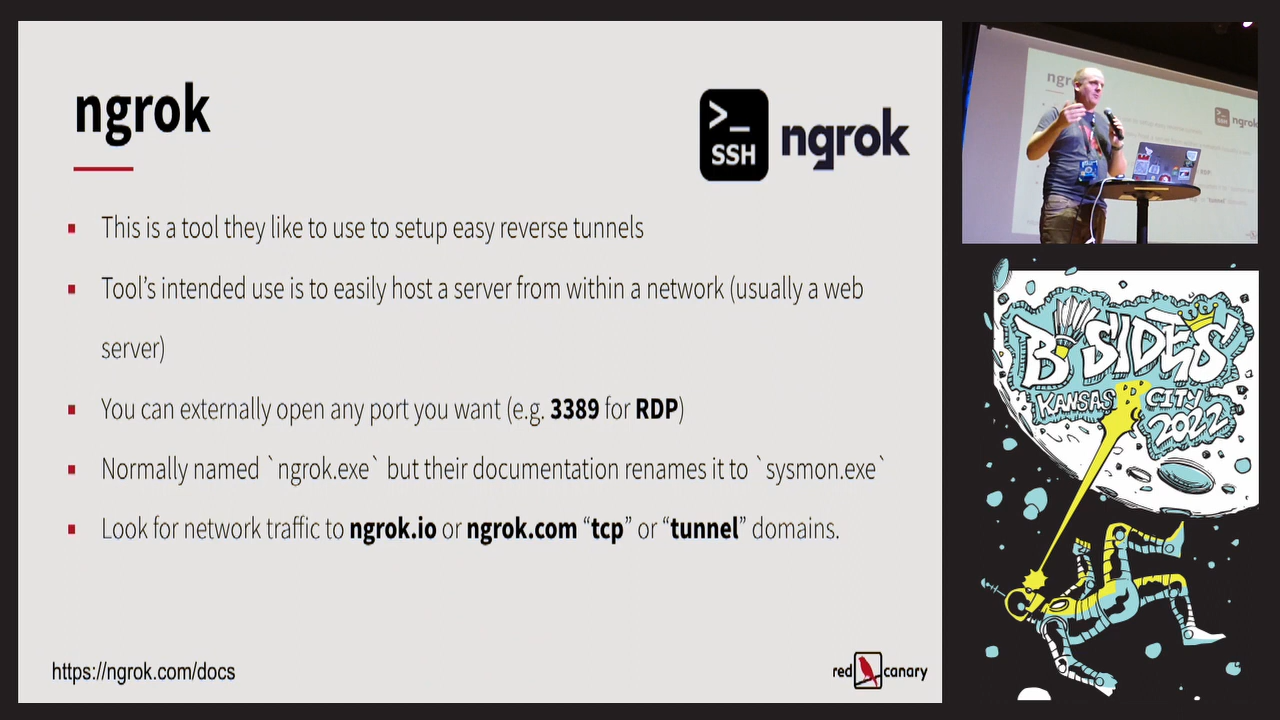 ngrok
>_
SSH
ngrok
This is a tool they like to use to setup easy reverse tunnels
Tool’s intended use is to easily host a server from within a network (usually a web
server)
You can externally open any port you want (e.g. 3389 for RDP)
Normally named `ngrok.exe` but their documentation renames it to `sysmon.exe`
Look for network traffic to ngrok.io or ngrok.com “tcp” or “tunnel” domains.
https://ngrok.com/docs
red canary
ngrok
BSIDES
KANSAS CITY
2022